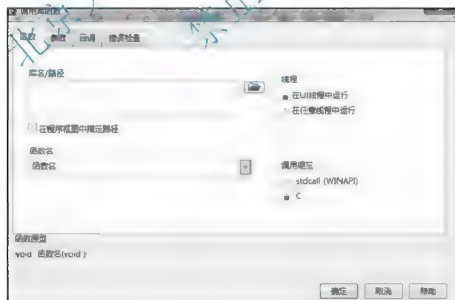 调用库函数
函数 参数 回调 错误检查
库名/路径
线程
在UI线程中运行
在任意线程中运行
在程序框图中指定路径
函数名
函数名
调用规范
stdcall (WINAPI)
C
函数原型
void 函数名(void )
确定 取消 帮助